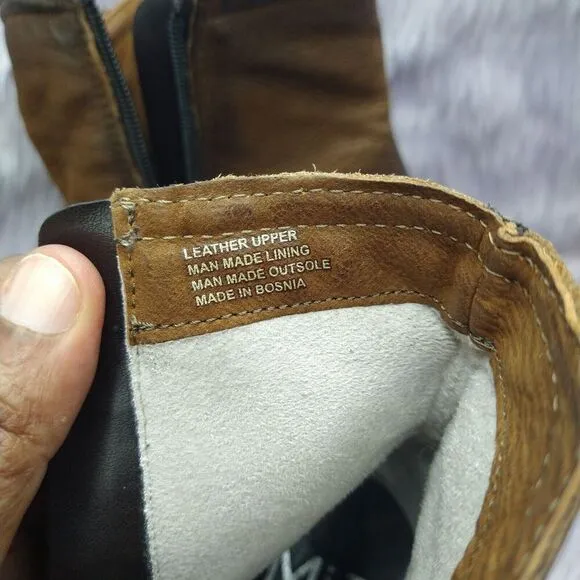 LEATHER UPPER
MAN MADE LINING
MAN MADE OUTSOLE
MADE IN BOSNIA